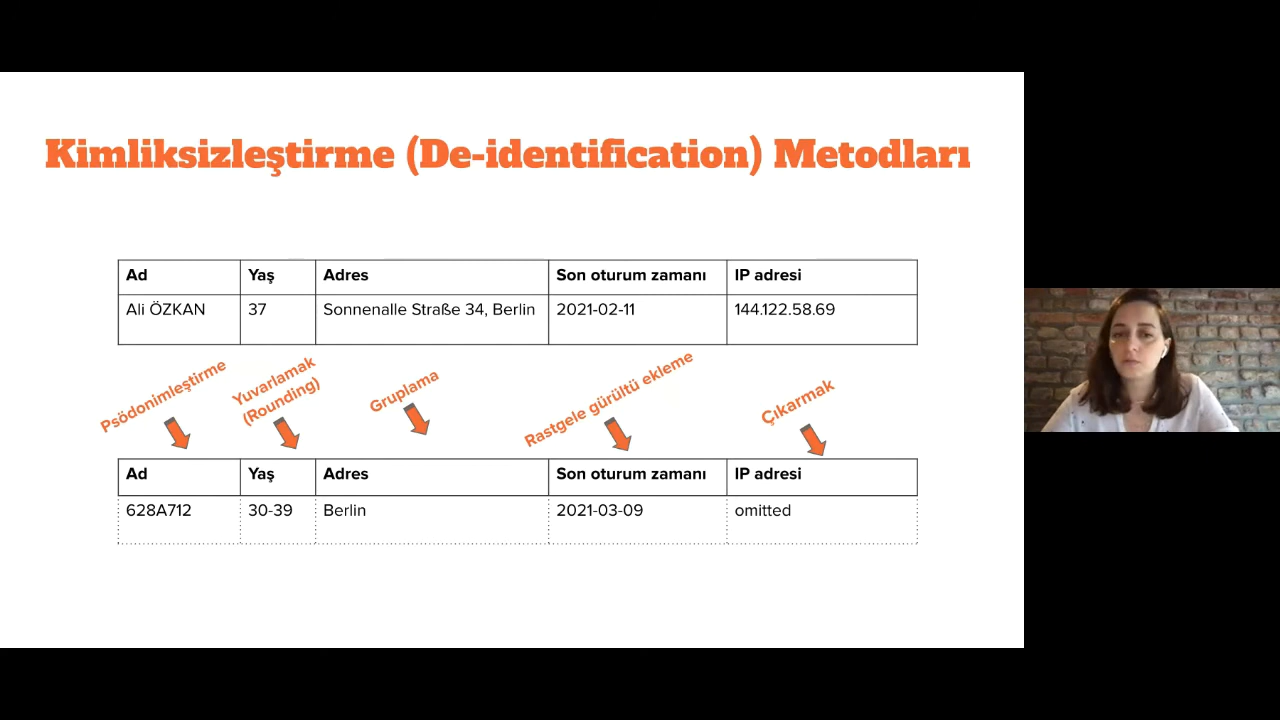 Kimliksizleştirme (De-identification) Metodları
Ad Yaş Adres Son oturum zamanı IP adresi
Ali ÖZKAN 37 Sonnenalle Straße 34, Berlin 2021-02-11 144.122.58.69
Psödonimleştirme
Yuvarlamak
(Rounding)
Gruplama
Rastgele gürültü ekleme
Çıkarmak
Ad Yaş Adres Son oturum zamanı IP adresi
628A712 30-39 Berlin 2021-03-09 omitted